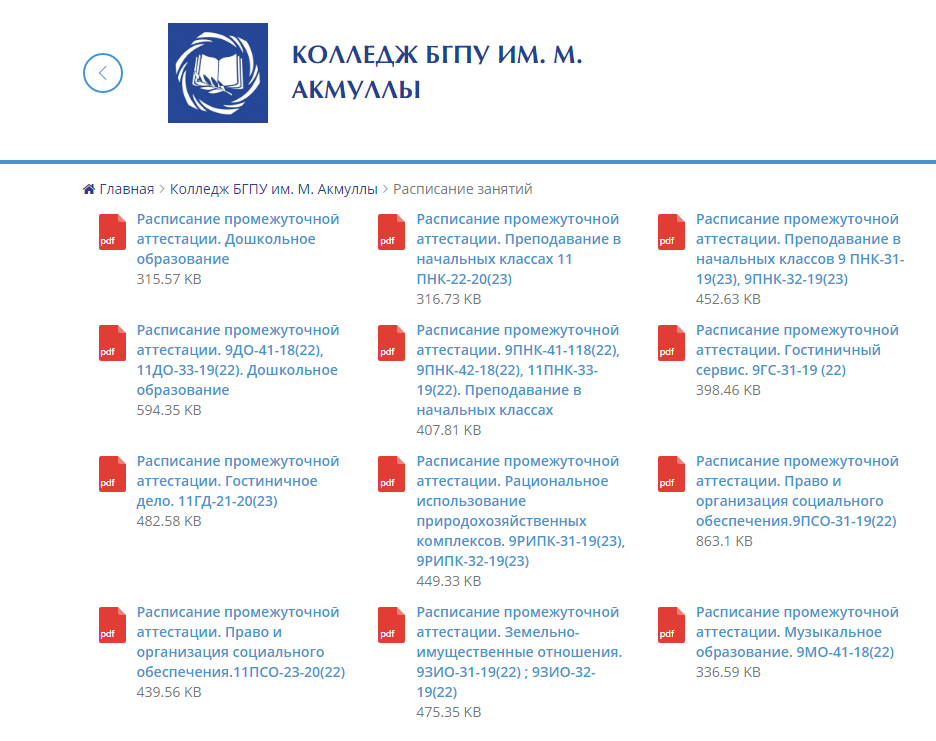 КОЛЛЕДЖ БГПУ ИМ. М.
АКМУЛЛЫ
Главная > Колледж БГПУ им. М. Акмуллы > Расписание занятий
pdf
Расписание промежуточной
аттестации. Дошкольное
образование
315.57 KB
pdf
Расписание промежуточной
аттестации. Преподавание в
начальных классах 11
ПНК-22-20(23)
316.73 KB
pdf
Расписание промежуточной
аттестации. Преподавание в
начальных классов 9 ПНК-31-
19(23), 9ПНК-32-19(23)
452.63 KB
pdf
Расписание промежуточной
аттестации. 9ДО-41-18(22),
11ДО-33-19(22). Дошкольное
образование
594.35 KB
pdf
Расписание промежуточной
аттестации. 9ПНК-41-118(22),
9ПНК-42-18(22), 11ПНК-33-
19(22). Преподавание в
начальных классах
407.81 KB
pdf
Расписание промежуточной
аттестации. Гостиничный
сервис. 9ГС-31-19 (22)
398.46 KB
pdf
Расписание промежуточной
аттестации. Гостиничное
дело. 11ГД-21-20(23)
482.58 KB
pdf
Расписание промежуточной
аттестации. Рациональное
использование
природохозяйственных
комплексов. 9РИПК-31-19(23),
9РИПК-32-19(23)
449.33 KB
pdf
Расписание промежуточной
аттестации. Право и
организация социального
обеспечения.9ПСО-31-19(22)
863.1 KB
pdf
Расписание промежуточной
аттестации. Право и
организация социального
обеспечения.11ПСО-23-20(22)
439.56 KB
pdf
Расписание промежуточной
аттестации. Земельно-
имущественные отношения.
9ЗИО-31-19(22) ; 9ЗИО-32-
19(22)
475.35 KB
pdf
Расписание промежуточной
аттестации. Музыкальное
образование. 9МО-41-18(22)
336.59 KB